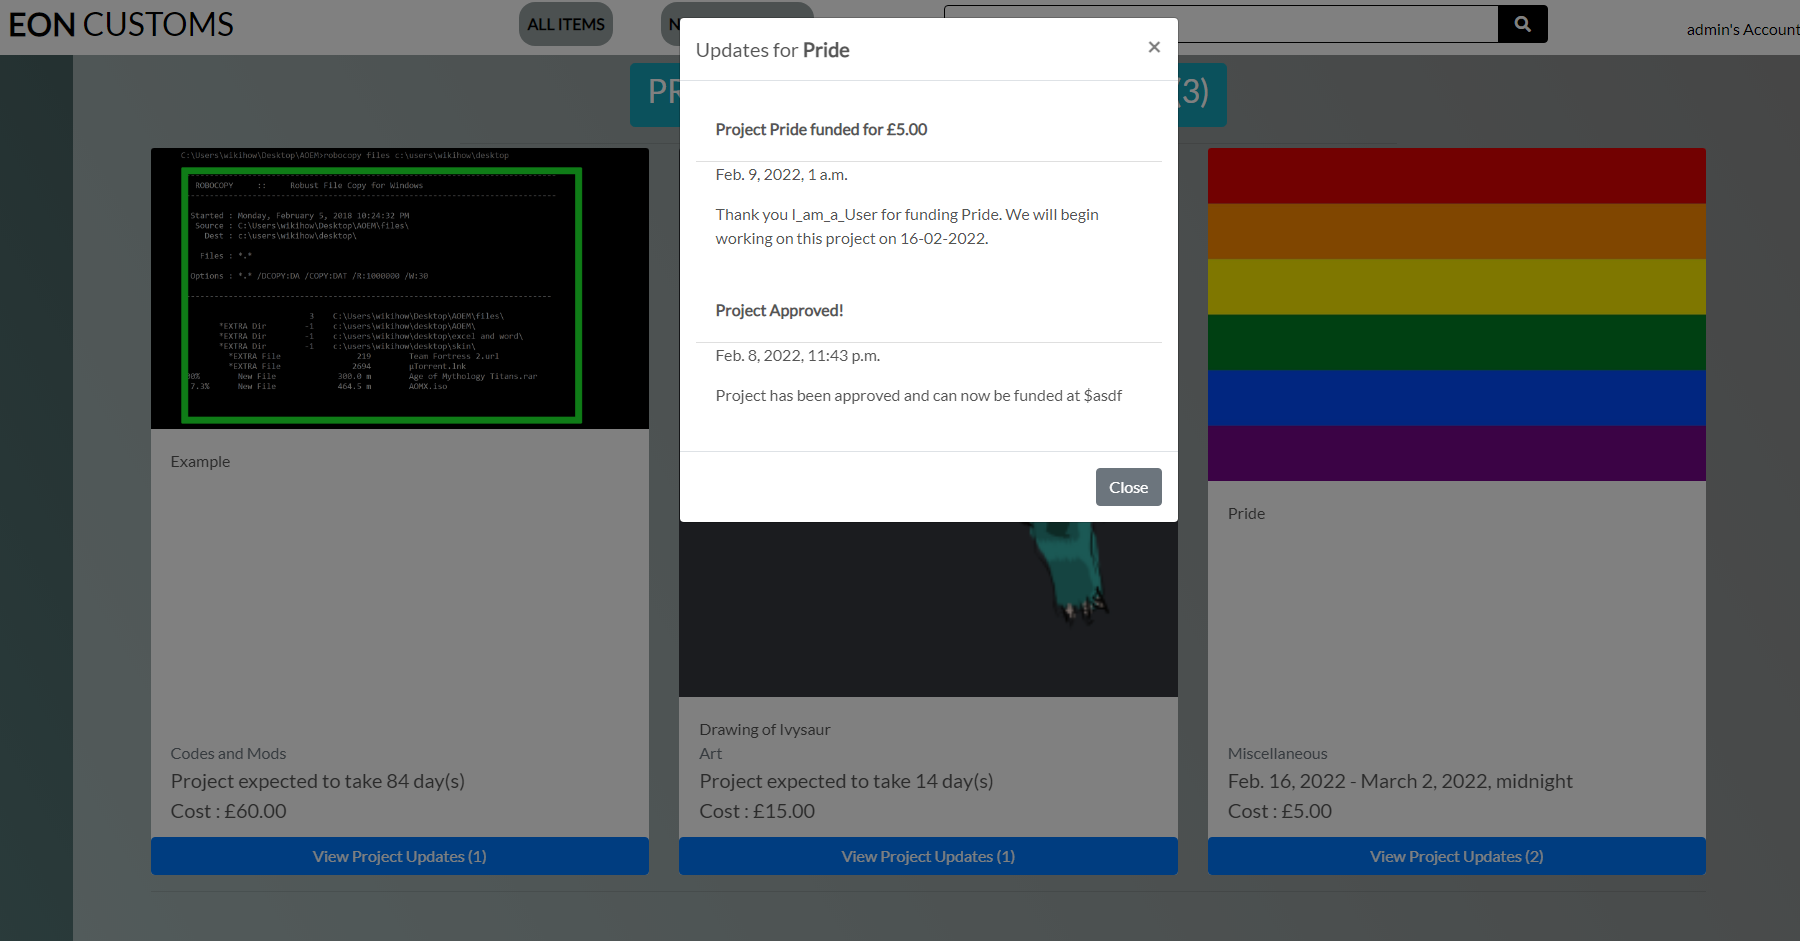 EON CUSTOMS
ALL ITEMS
N
admin's Account
Updates for Pride
×
PR
(3)
Project Pride funded for £5.00
Feb. 9, 2022, 1 a.m.
Thank you I_am_a_User for funding Pride. We will begin
working on this project on 16-02-2022.
Project Approved!
Feb. 8, 2022, 11:43 p.m.
Project has been approved and can now be funded at $asdf
Close
C:\Users\wikihow\Desktop\AOEM>robocopy files c:\users\wikihow\desktop
ROBOCOPY :: Robust File Copy for Windows
Started : Monday, February 5, 2018 10:24:32 PM
Source : C:\Users\wikihow\Desktop\AOEM\files\
Dest : c:\users\wikihow\desktop\
Files : *.*
Options : *.* /DCOPY:DA /COPY:DAT /R:1000000 /W:30
3 C:\Users\wikihow\Desktop\AOEM\files\
*EXTRA Dir -1 c:\users\wikihow\desktop\AOEM\
*EXTRA Dir -1 c:\users\wikihow\desktop\excel and word\
*EXTRA Dir -1 c:\users\wikihow\desktop\skin\
*EXTRA File 219 Team Fortress 2.url
*EXTRA File 2694 µTorrent.lnk
00% New File 300.0 m Age of Mythology Titans.rar
7.3% New File 464.5 m AOMX.iso
Example
Codes and Mods
Project expected to take 84 day(s)
Cost : £60.00
View Project Updates (1)
Drawing of Ivysaur
Art
Project expected to take 14 day(s)
Cost : £15.00
View Project Updates (1)
Pride
Miscellaneous
Feb. 16, 2022 - March 2, 2022, midnight
Cost : £5.00
View Project Updates (2)